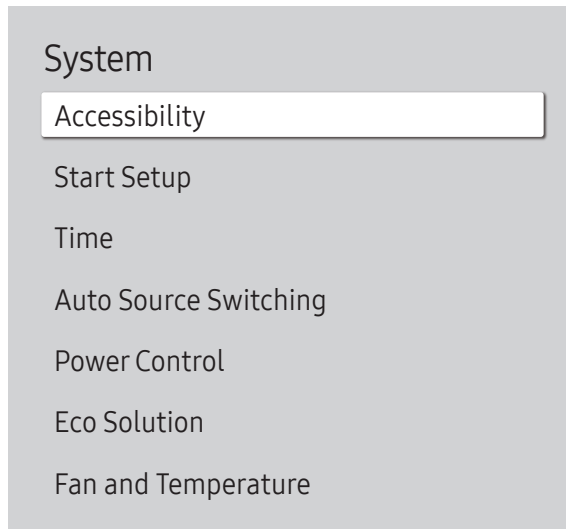 System
Accessibility
Start Setup
Time
Auto Source Switching
Power Control
Eco Solution
Fan and Temperature